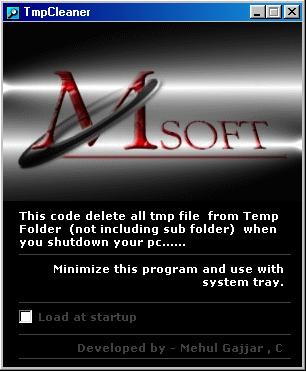 TmpCleaner
MSOFT
This code delete all tmp file from Temp
Folder (not including sub folder) when
you shutdown your pc......
Minimize this program and use with
system tray.
Load at startup
Developed by - Mehul Gajjar , C